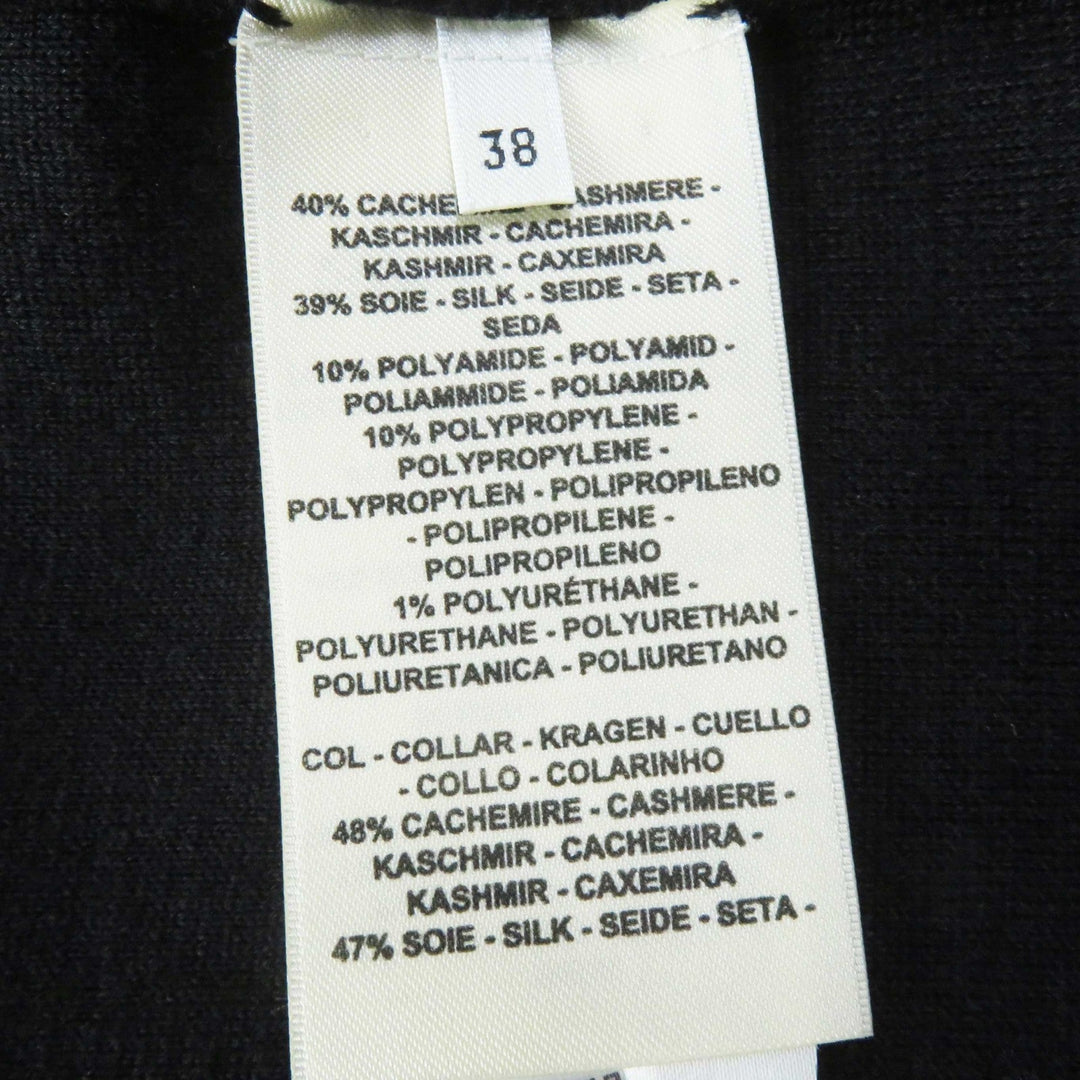 38
40% CASHMERE -
KASCHMIR - CACHEMIRA -
KASHMIR - CAXEMIRA
39% SOIE - SILK - SEIDE - SETA -
SEDA
10% POLYAMIDE - POLYAMID -
POLIAMMIDE - POLIAMIDA
10% POLYPROPYLENE -
POLYPROPYLENE -
POLYPROPYLEN - POLIPROPILENO
- POLIPROPILENE -
POLIPROPILENO
1% POLYURÉTHANE -
POLYURETHANE - POLYURETHAN -
POLIURETANICA - POLIURETANO
COL - COLLAR - KRAGEN - CUELLO
- COLLO - COLARINHO
48% CACHEMIRE - CASHMERE -
KASCHMIR - CACHEMIRA -
KASHMIR - CAXEMIRA
47% SOIE - SILK - SEIDE - SETA -